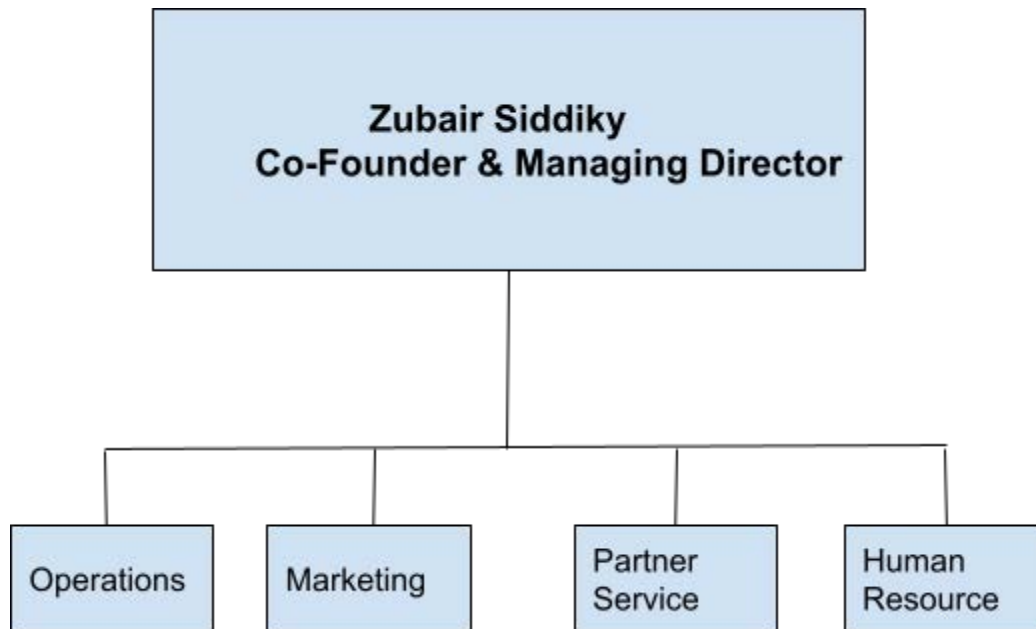 Zubair Siddiky
Co-Founder & Managing Director
Operations
Marketing
Partner
Service
Human
Resource